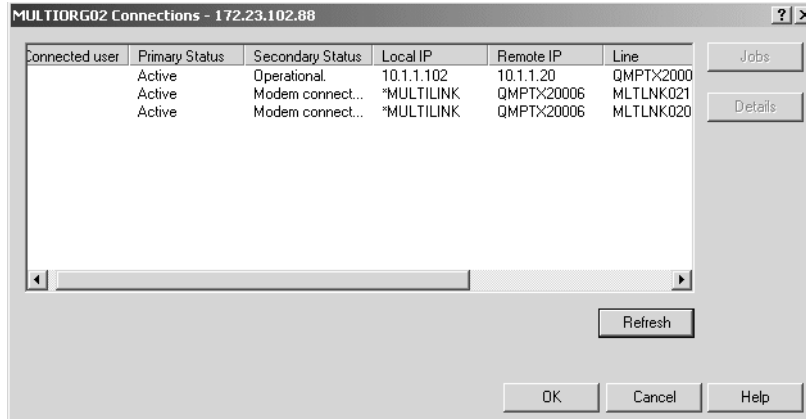 MULTIORG02 Connections - 172.23.102.88
Connected user Primary Status Secondary Status Local IP Remote IP Line
Active Operational. 10.1.1.102 10.1.1.20 QMPTX2000
Active Modem connect... *MULTILINK QMPTX20006 MLTLNK021
Active Modem connect... *MULTILINK QMPTX20006 MLTLNK020
Jobs
Details
Refresh
OK Cancel Help